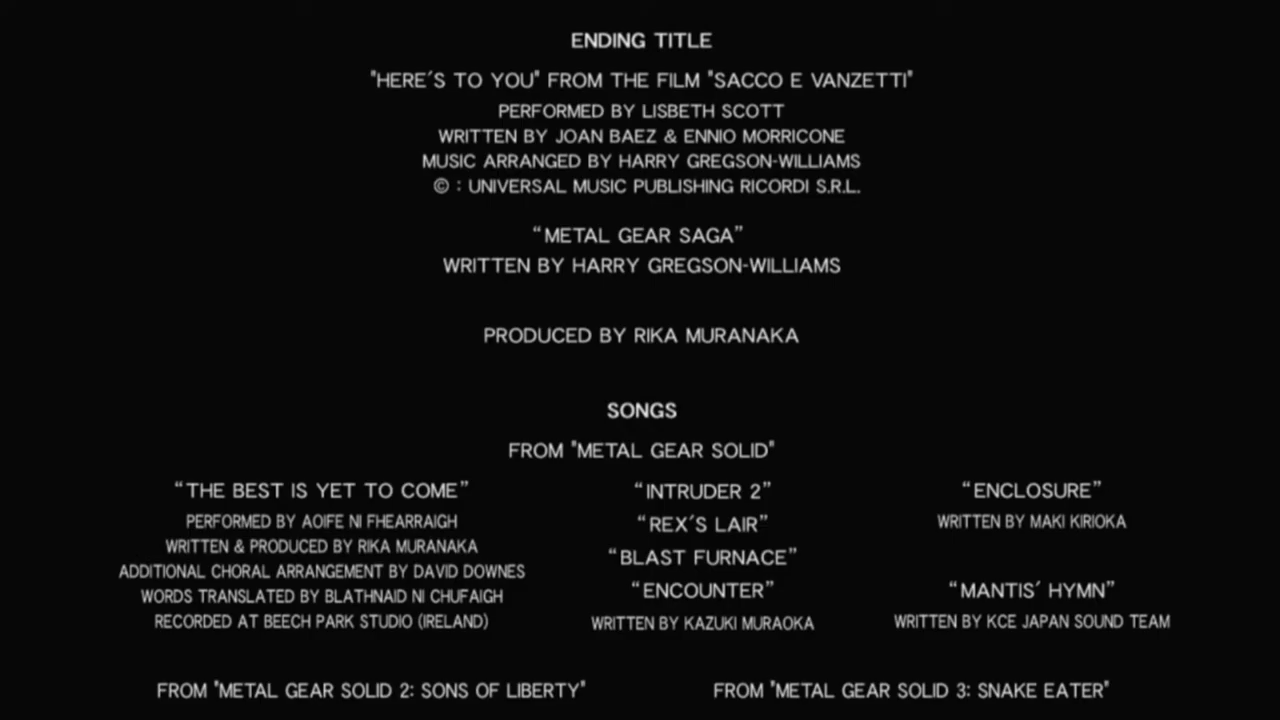 ENDING TITLE
"HERE'S TO YOU" FROM THE FILM "SACCO E VANZETTI"
PERFORMED BY LISBETH SCOTT
WRITTEN BY JOAN BAEZ & ENNIO MORRICONE
MUSIC ARRANGED BY HARRY GREGSON-WILLIAMS
© : UNIVERSAL MUSIC PUBLISHING RICORDI S.R.L.
“METAL GEAR SAGA”
WRITTEN BY HARRY GREGSON-WILLIAMS
PRODUCED BY RIKA MURANAKA
SONGS
FROM "METAL GEAR SOLID"
“THE BEST IS YET TO COME”
PERFORMED BY AOIFE NI FHEARRAIGH
WRITTEN & PRODUCED BY RIKA MURANAKA
ADDITIONAL CHORAL ARRANGEMENT BY DAVID DOWNES
WORDS TRANSLATED BY BLATHNAID NI CHUFAIGH
RECORDED AT BEECH PARK STUDIO (IRELAND)
“INTRUDER 2”
“REX'S LAIR”
“BLAST FURNACE”
“ENCOUNTER”
WRITTEN BY KAZUKI MURAOKA
“ENCLOSURE”
WRITTEN BY MAKI KIRIOKA
“MANTIS' HYMN”
WRITTEN BY KCE JAPAN SOUND TEAM
FROM "METAL GEAR SOLID 2: SONS OF LIBERTY"
FROM "METAL GEAR SOLID 3: SNAKE EATER"